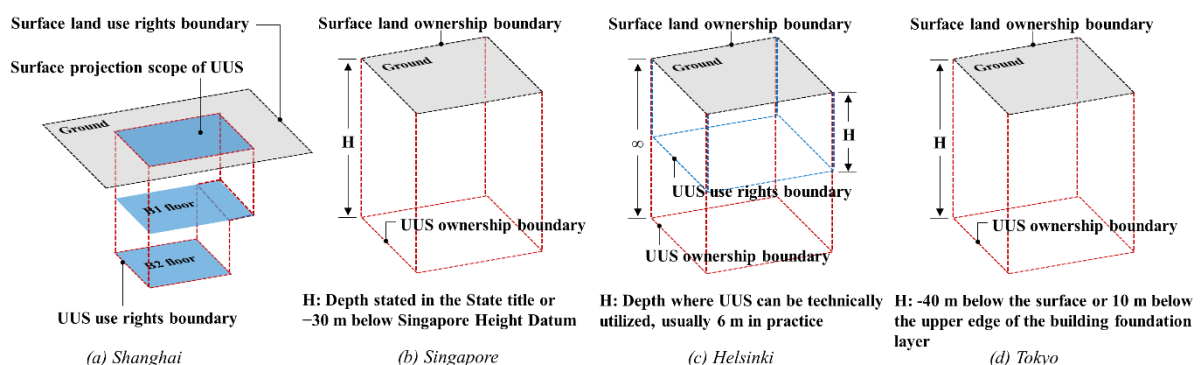 Surface land use rights boundary
Surface projection scope of UUS
Ground
B1 floor
B2 floor
UUS use rights boundary
(a) Shanghai
Surface land ownership boundary
Ground
H
UUS ownership boundary
H: Depth stated in the State title or
−30 m below Singapore Height Datum
(b) Singapore
Surface land ownership boundary
Ground
∞
H
UUS use rights boundary
UUS ownership boundary
H: Depth where UUS can be technically
utilized, usually 6 m in practice
(c) Helsinki
Surface land ownership boundary
Ground
H
UUS ownership boundary
H: -40 m below the surface or 10 m below
the upper edge of the building foundation
layer
(d) Tokyo